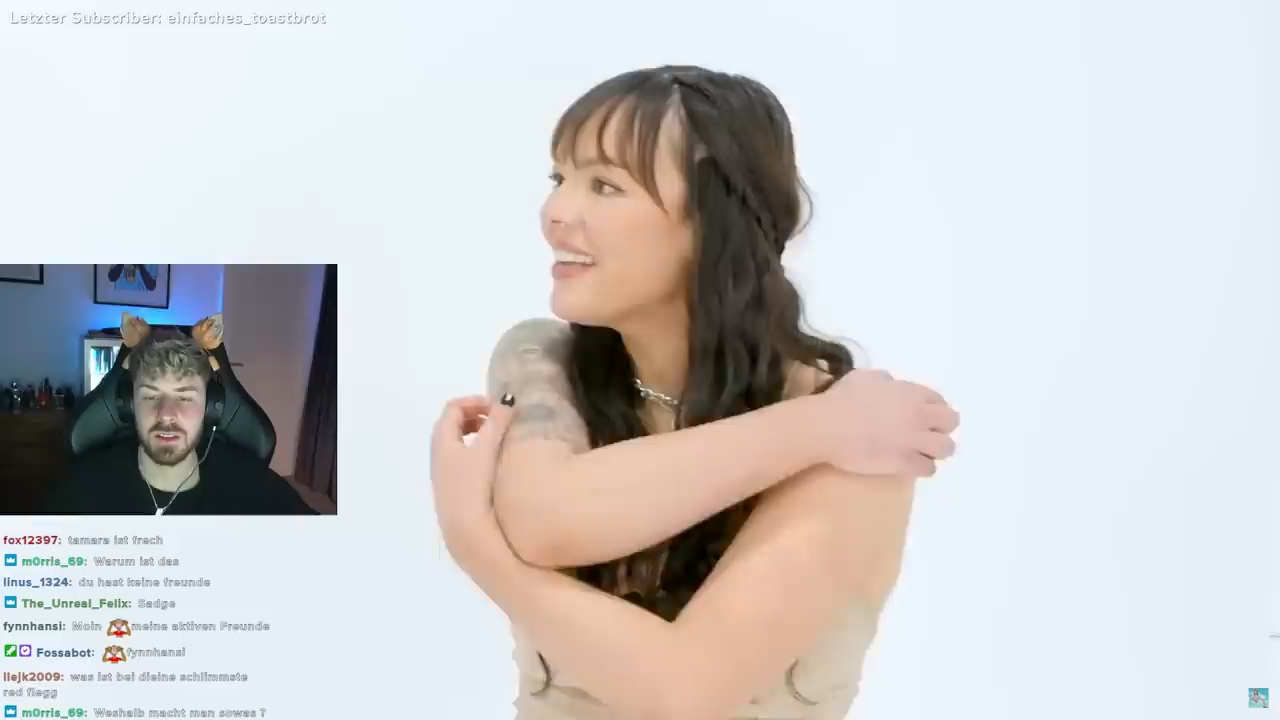 Letzter Subscriber: einfaches_toastbrot
fox12397: tamara ist frech
m0rris_69: Warum ist das
linus_1324: du hast keine freunde
The_Unreal_Felix: Sadge
fynnhansi: Moin meine aktiven Freunde
Fossabot: fynnhansi
liejk2009: was ist bei dieine schlimmste
red flegg
m0rris_69: Weshalb macht man sowas ?